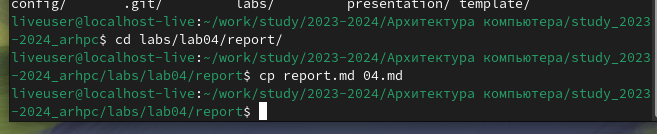 config/       .git/         labs/         presentation/ template/
liveuser@localhost-live:~/work/study/2023-2024/Архитектура компьютера/study_2023
-2024_arhpc$ cd labs/lab04/report/
liveuser@localhost-live:~/work/study/2023-2024/Архитектура компьютера/study_2023
-2024_arhpc/labs/lab04/report$ cp report.md 04.md
liveuser@localhost-live:~/work/study/2023-2024/Архитектура компьютера/study_2023
-2024_arhpc/labs/lab04/report$